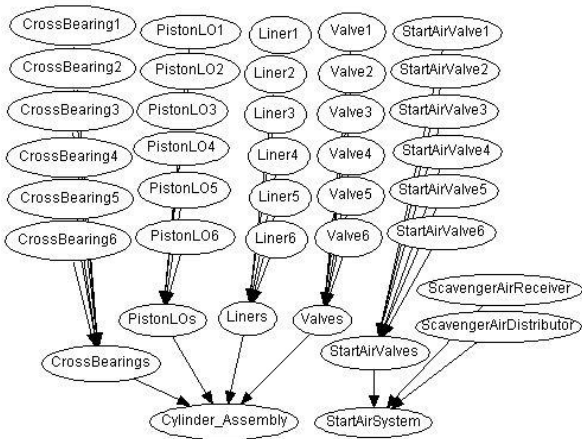 CrossBearing1 PistonLO1 Liner1 Valve1 StartAirValve1
CrossBearing2 PistonLO2 Liner2 Valve2 StartAirValve2
CrossBearing3 PistonLO3 Liner3 Valve3 StartAirValve3
CrossBearing4 PistonLO4 Liner4 Valve4 StartAirValve4
CrossBearing5 PistonLO5 Liner5 Valve5 StartAirValve5
CrossBearing6 PistonLO6 Liner6 Valve6 StartAirValve6
ScavengerAirReceiver
PistonLOs Liners Valves ScavengerAirDistributor
CrossBearings StartAirValves
Cylinder_Assembly StartAirSystem